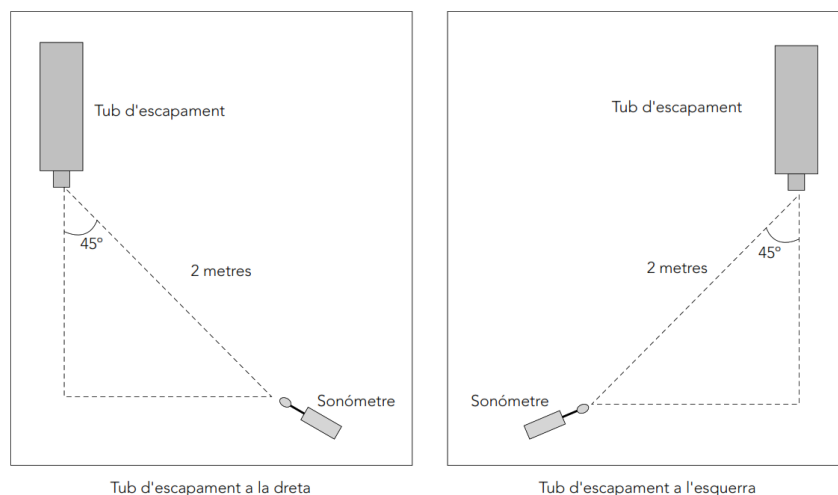 Tub d'escapament
45º
2 metres
Sonómetre
Tub d'escapament a la dreta
Tub d'escapament
45º
2 metres
Sonómetre
Tub d'escapament a l'esquerra